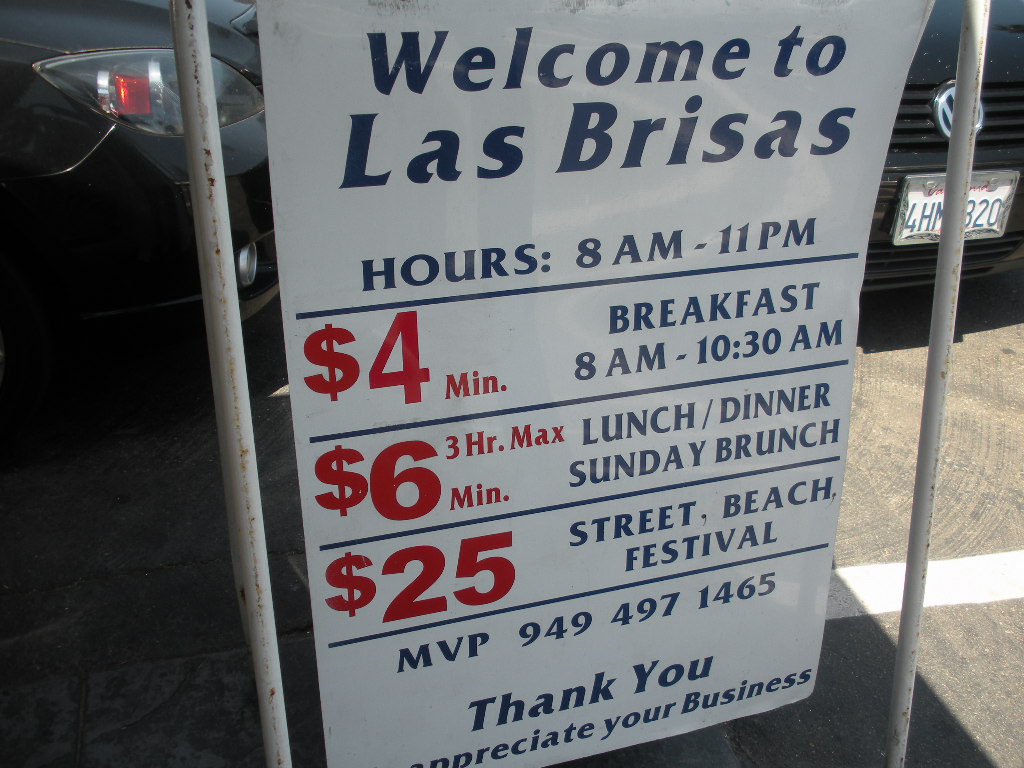 Welcome to
Las Brisas
HOURS: 8 AM - 11 PM
$4 Min.
BREAKFAST
8 AM - 10:30 AM
$6 3 Hr. Max
Min.
LUNCH / DINNER
SUNDAY BRUNCH
$25
STREET, BEACH,
FESTIVAL
MVP 949 497 1465
Thank You
appreciate your Business